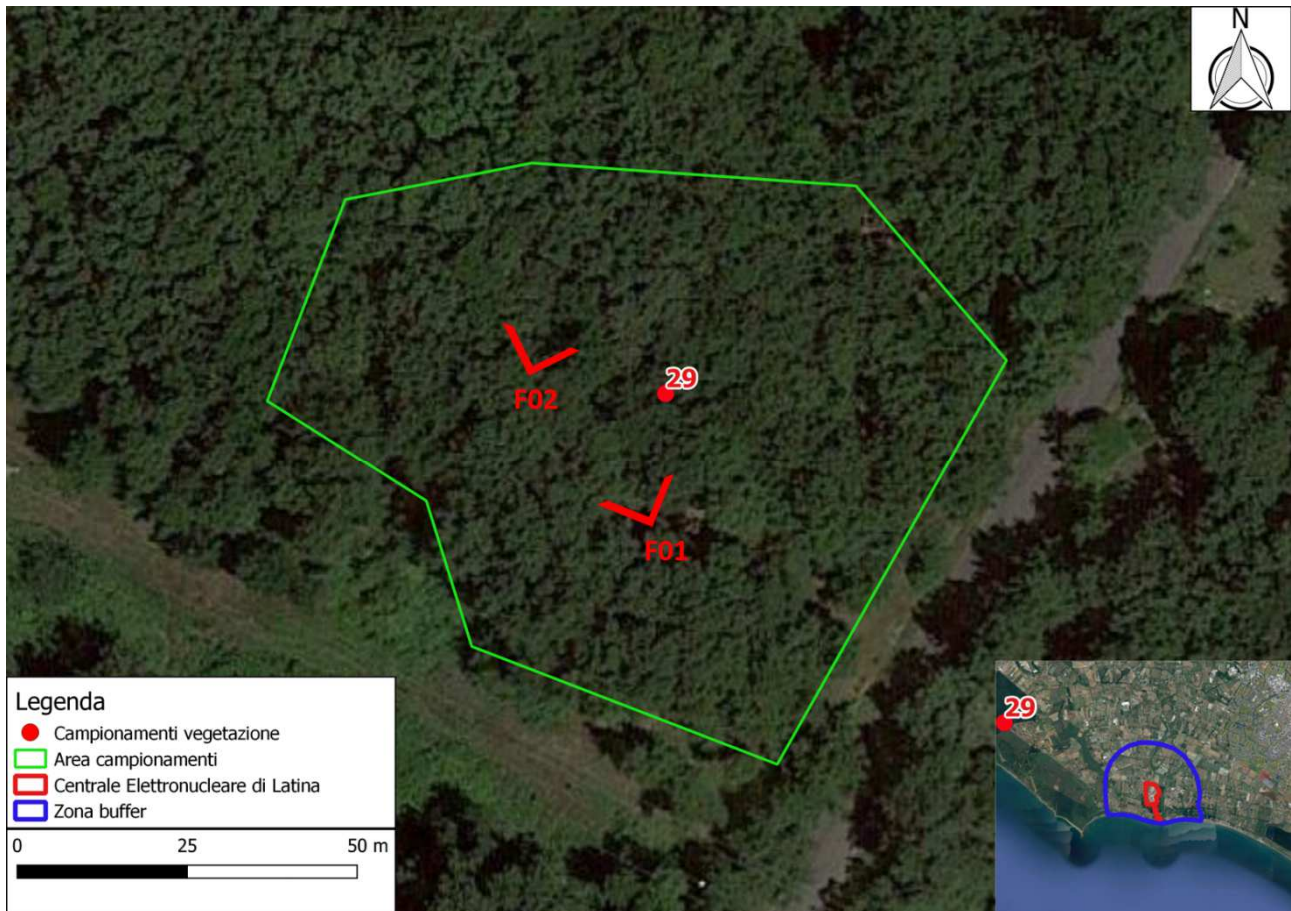 N
29
F02
F01
Legenda
Campionamenti vegetazione
Area campionamenti
Centrale Elettronucleare di Latina
Zona buffer
0 25 50 m
29